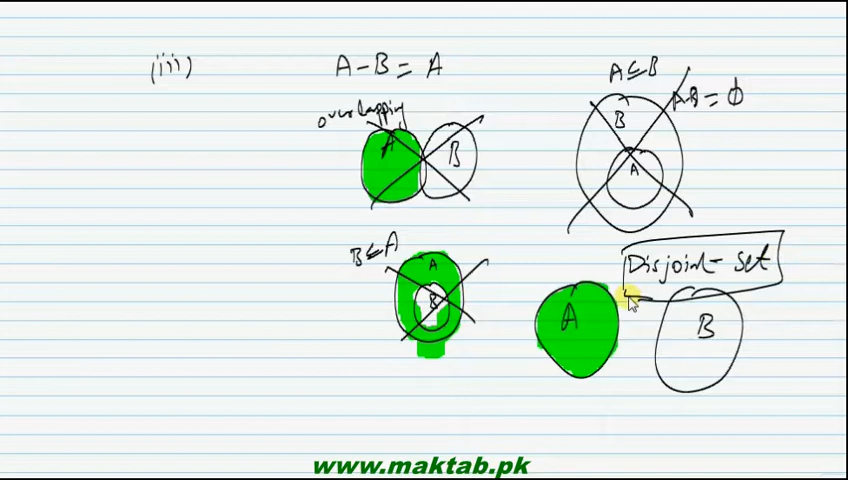 (iii)
A - B = A
A ⊆ B
A-B = ϕ
overlapping
A
B
B
A
B ⊆ A
A
B
Disjoint - set
A
B
www.maktab.pk